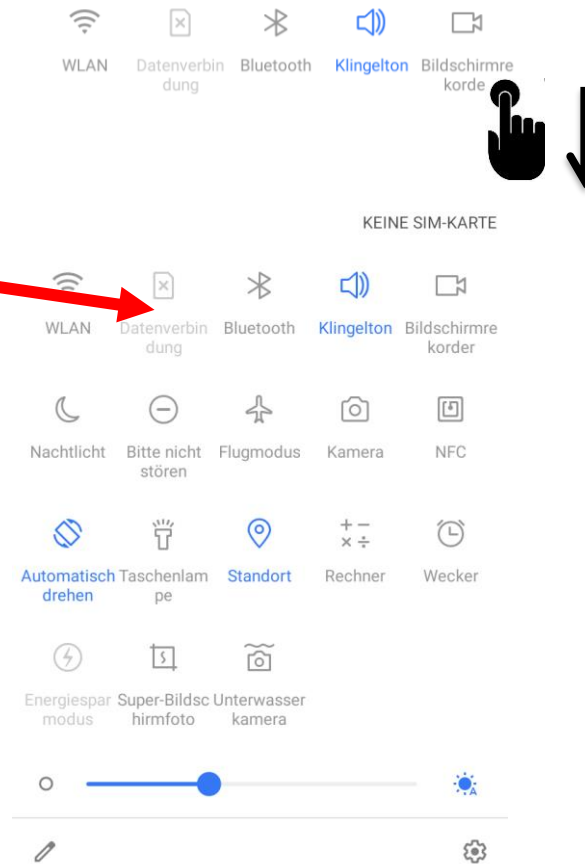 WLAN Datenverbin Bluetooth Klingelton Bildschirmre
dung korde
KEINE SIM-KARTE
WLAN Datenverbin Bluetooth Klingelton Bildschirmre
dung korder
Nachtlicht Bitte nicht Flugmodus Kamera NFC
stören
Automatisch Taschenlam Standort Rechner Wecker
drehen pe
Energiespar Super-Bildsc Unterwasser
modus hirmfoto kamera
A